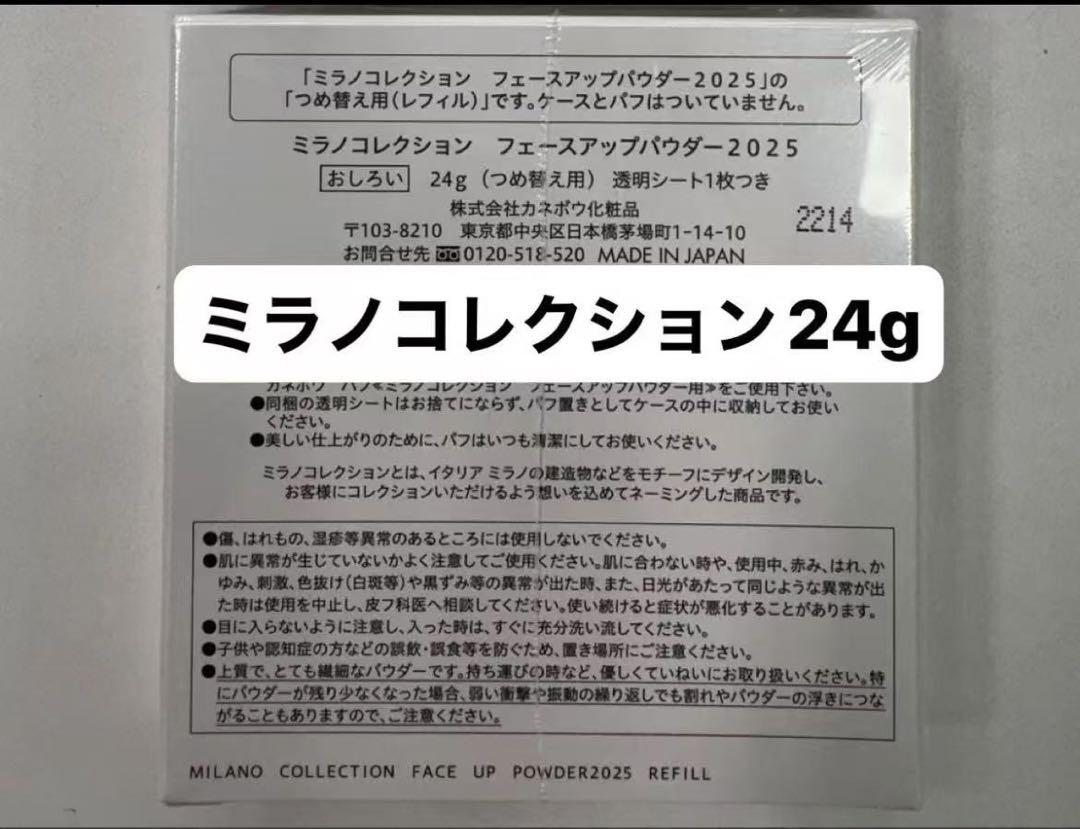 「ミラノコレクション　フェースアップパウダー2025」の
「つめ替え用(レフィル)」です。ケースとパフはついていません。
ミラノコレクション　フェースアップパウダー2025
おしろい　24g（つめ替え用）透明シート1枚つき
株式会社カネボウ化粧品
〒103-8210　東京都中央区日本橋茅場町1-14-10
2214
お問合せ先 0120-518-520 MADE IN JAPAN
ミラノコレクション24g
カネボウ　パフ≪ミラノコレクション　フェースアップパウダー用≫をご使用下さい。
●同梱の透明シートはお捨てにならず、パフ置きとしてケースの中に収納してお使い
ください。
●美しい仕上がりのために、パフはいつも清潔にしてお使いください。
ミラノコレクションとは、イタリア ミラノの建造物などをモチーフにデザイン開発し、
お客様にコレクションいただけるよう想いを込めてネーミングした商品です。
●傷、はれもの、湿疹等異常のあるところには使用しないでください。
●肌に異常が生じていないかよく注意してご使用ください。肌に合わない時や、使用中、赤み、はれ、か
ゆみ、刺激、色抜け(白斑等)や黒ずみ等の異常が出た時、また、日光があたって同じような異常が出
た時は使用を中止し、皮フ科医へ相談してください。使い続けると症状が悪化することがあります。
●目に入らないように注意し、入った時は、すぐに充分洗い流してください。
●子供や認知症の方などの誤飲・誤食等を防ぐため、置き場所にご注意ください。
●上質で、とても繊細なパウダーです。持ち運びの時など、優しくていねいにお取り扱いください。特
にパウダーが残り少なくなった場合、弱い衝撃や振動の繰り返しでも割れやパウダーの浮きにつな
がることもありますので、ご注意ください。
MILANO COLLECTION FACE UP POWDER2025 REFILL